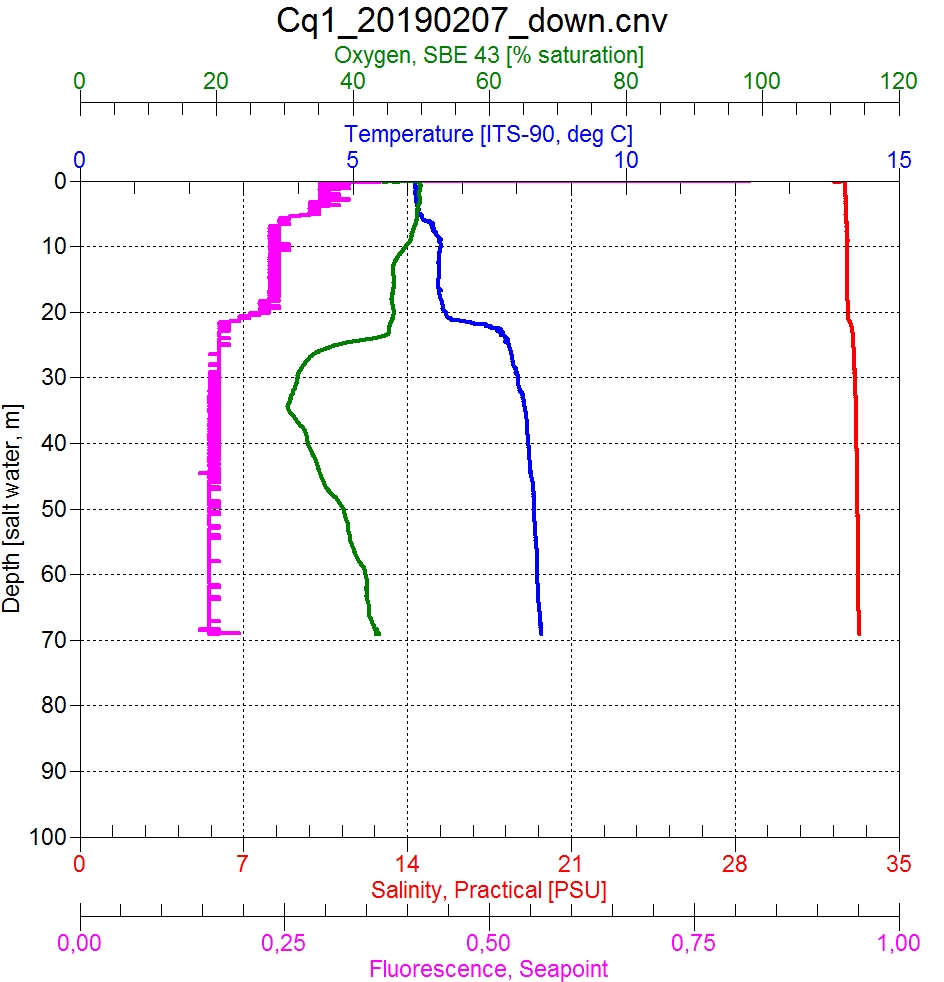 Cq1_20190207_down.cnv
Oxygen, SBE 43 [% saturation]
0 20 40 60 80 100 120
Temperature [ITS-90, deg C]
0 5 10 15
0
10
20
30
40
50
60
70
80
90
100
Depth [salt water, m]
0 7 14 21 28 35
Salinity, Practical [PSU]
0,00 0,25 0,50 0,75 1,00
Fluorescence, Seapoint